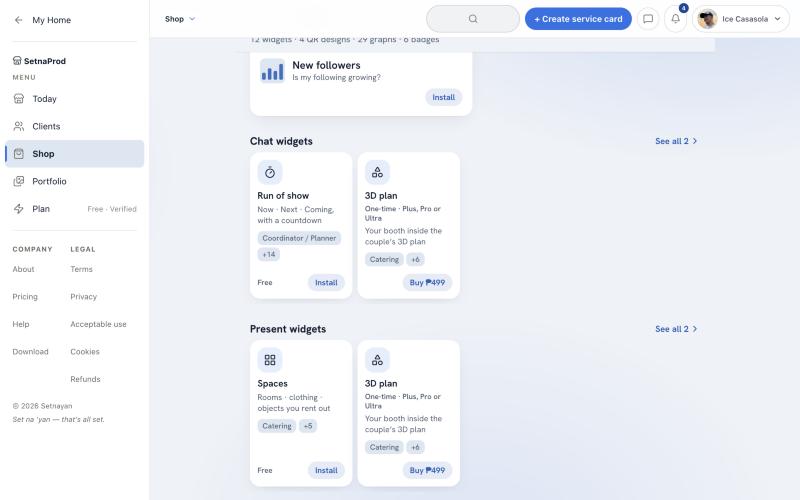 My Home
SetnaProd
MENU
Today
Clients
Shop
Portfolio
Plan
Free · Verified
COMPANY
LEGAL
About
Terms
Pricing
Privacy
Help
Acceptable use
Download
Cookies
Refunds
© 2026 Setnayan
Set na 'yan — that's all set.
Shop
+ Create service card
4
Ice Casasola
12 widgets · 4 QR designs · 29 graphs · 6 badges
New followers
Is my following growing?
Install
Chat widgets
See all 2
Run of show
Now · Next · Coming,
with a countdown
Coordinator / Planner
+14
Free
Install
3D plan
One-time · Plus, Pro or
Ultra
Your booth inside the
couple's 3D plan
Catering
+6
Buy ₱499
Present widgets
See all 2
Spaces
Rooms · clothing ·
objects you rent out
Catering
+5
Free
Install
3D plan
One-time · Plus, Pro or
Ultra
Your booth inside the
couple's 3D plan
Catering
+6
Buy ₱499